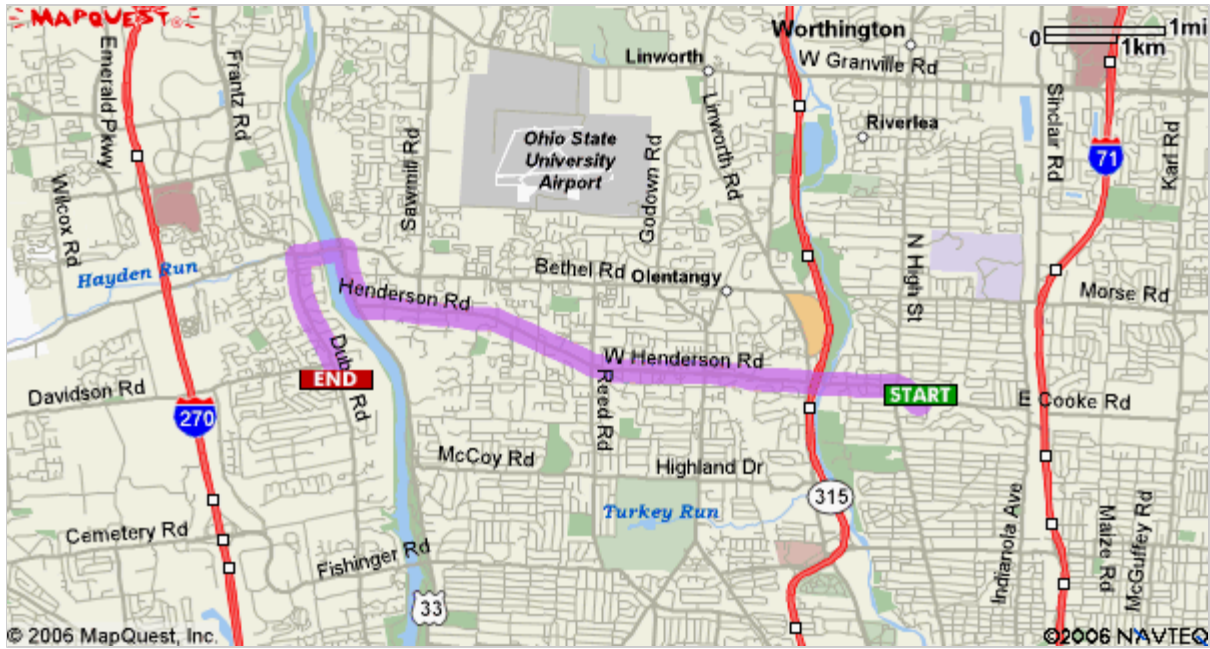 MAPQUEST
Emerald Pkwy
Frantz Rd
Wilcox Rd
Sawmill Rd
Linworth
Worthington
W Granville Rd
0
1mi
1km
Ohio State
University
Airport
Godown Rd
Linworth Rd
Riverlea
Sinclair Rd
71
Karl Rd
Hayden Run
Bethel Rd
Olentangy
N High St
Morse Rd
Henderson Rd
W Henderson Rd
Dub Rd
END
START
Davidson Rd
270
Reed Rd
E Cooke Rd
McCoy Rd
Highland Dr
315
Turkey Run
Cemetery Rd
Fishinger Rd
33
Indianola Ave
Maize Rd
McGuffey Rd
© 2006 MapQuest, Inc.
©2006 NAVTEQ